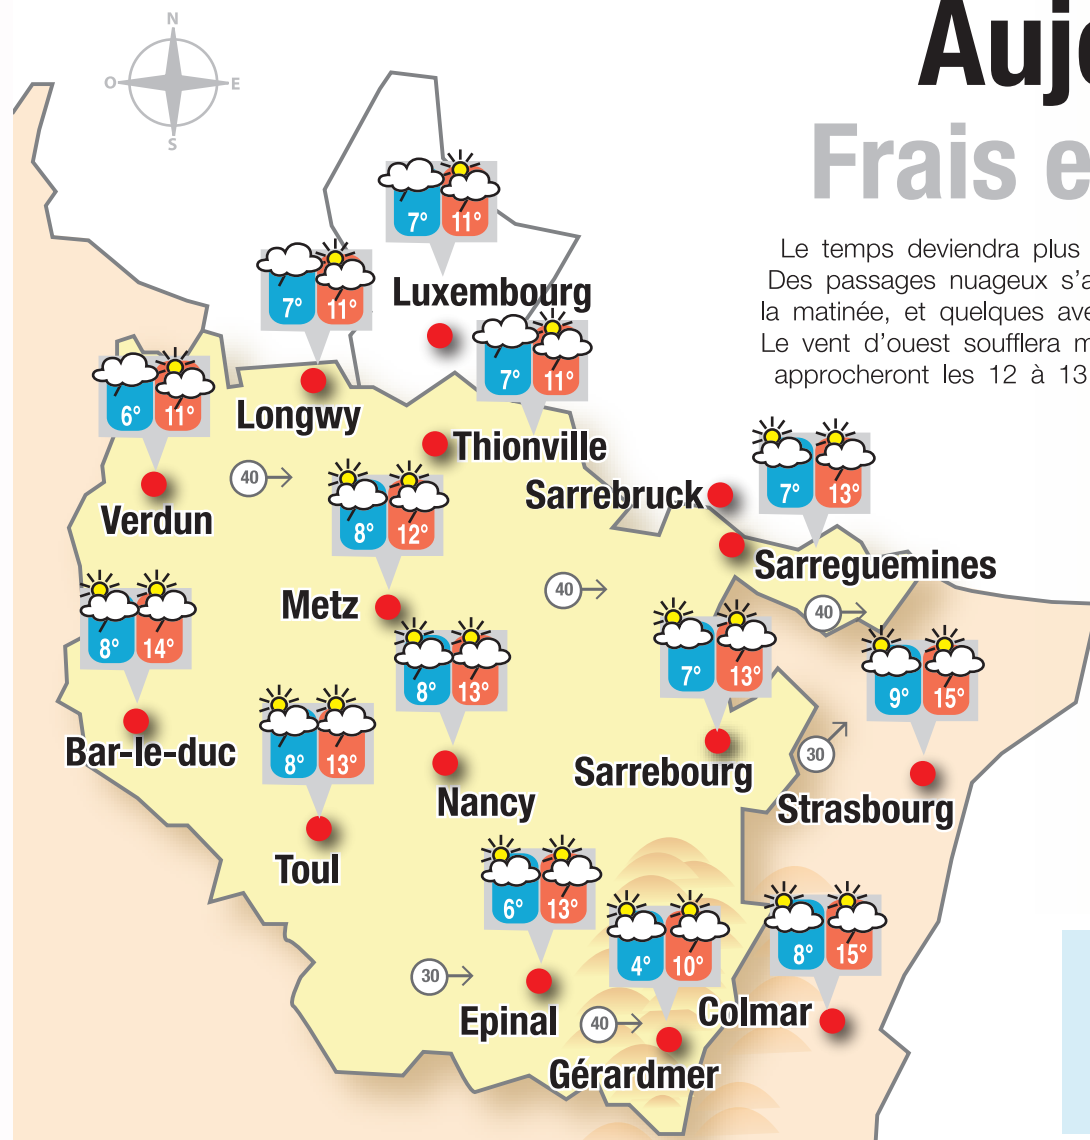 Auj
Frais e
Le temps deviendra plus
Des passages nuageux s’a
la matinée, et quelques ave
Le vent d’ouest soufflera m
approcheront les 12 à 13
N
O
E
S
7° 11°
Luxembourg
7° 11°
Longwy
7° 11°
Thionville
6° 11°
Verdun
40
8° 12°
Metz
Sarrebruck
7° 13°
Sarreguemines
40
40
8° 14°
Bar-le-duc
8° 13°
Nancy
7° 13°
Sarrebourg
9° 15°
Strasbourg
30
8° 13°
Toul
6° 13°
Epinal
30
4° 10°
Gérardmer
40
8° 15°
Colmar